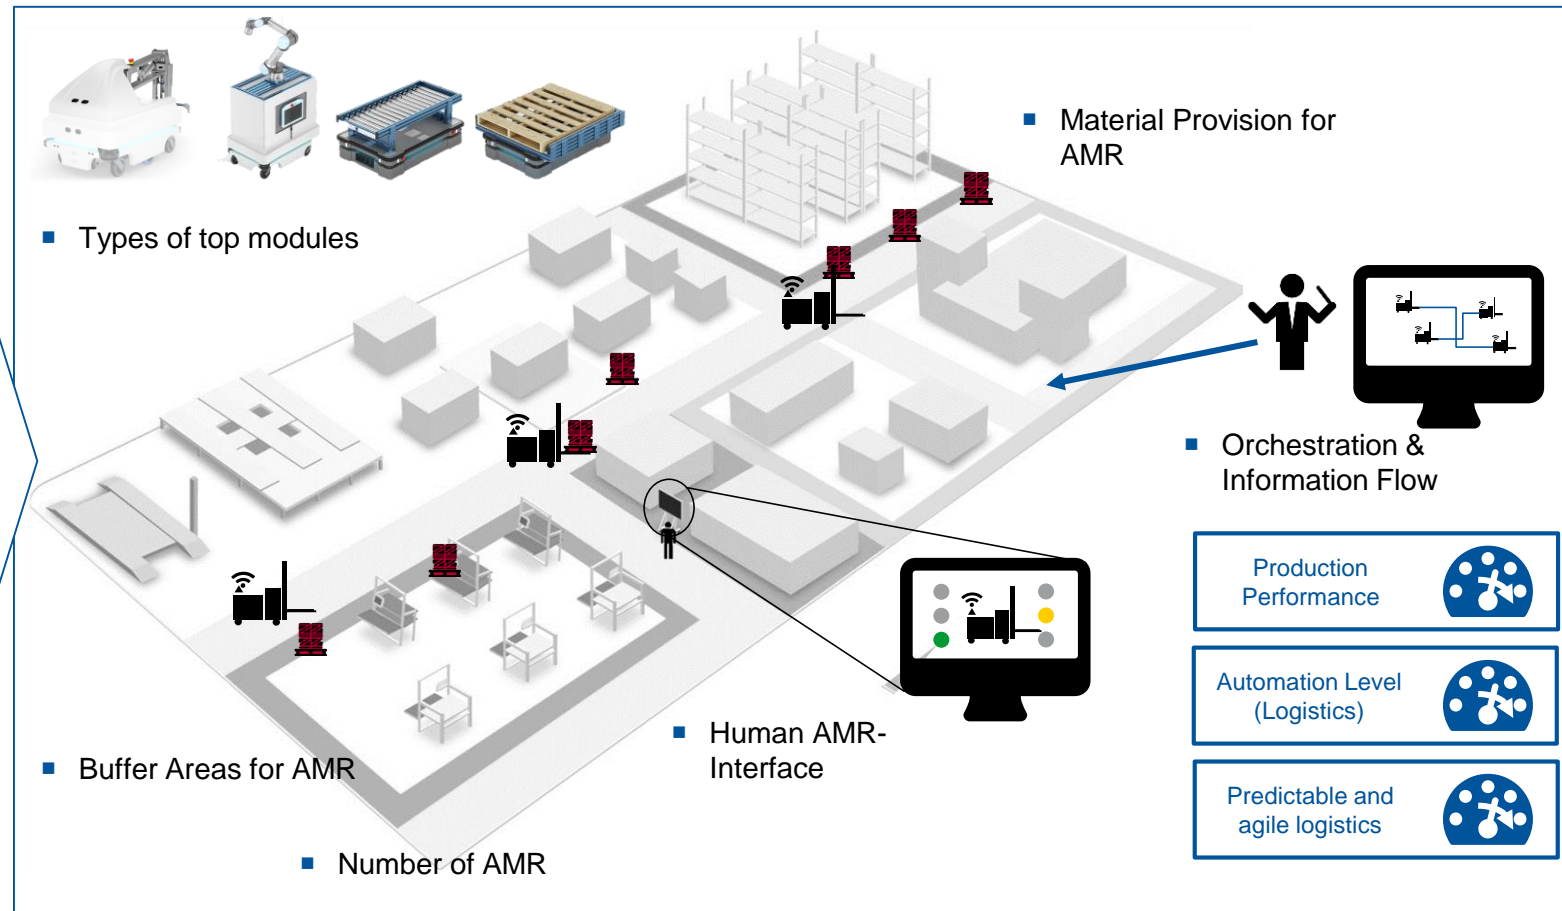 Material Provision for
AMR
Types of top modules
Orchestration &
Information Flow
Production
Performance
Automation Level
(Logistics)
Human AMR-
Interface
Buffer Areas for AMR
Predictable and
agile logistics
Number of AMR